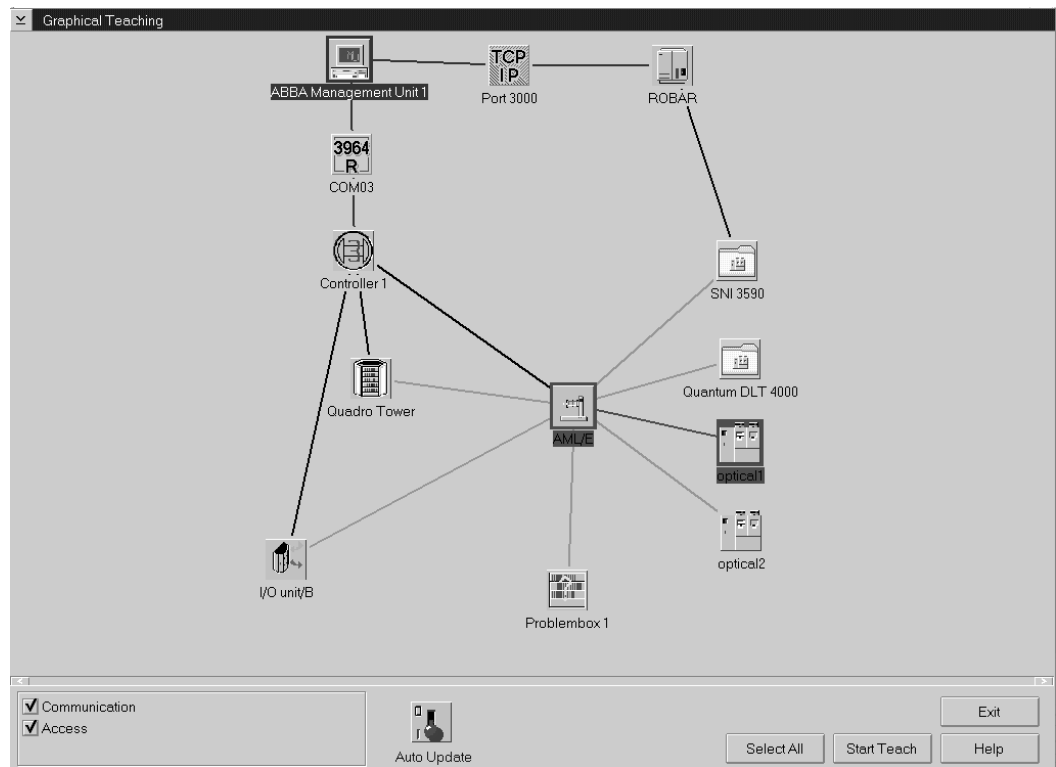 Graphical Teaching
TCP
IP
ABBA Management Unit 1
Port 3000
ROBAR
3964
R
COM03
Controller 1
SNI 3590
Quadro Tower
Quantum DLT 4000
AML/E
optical1
optical2
I/O unit/B
Problembox 1
Communication
Access
Auto Update
Exit
Select All
Start Teach
Help